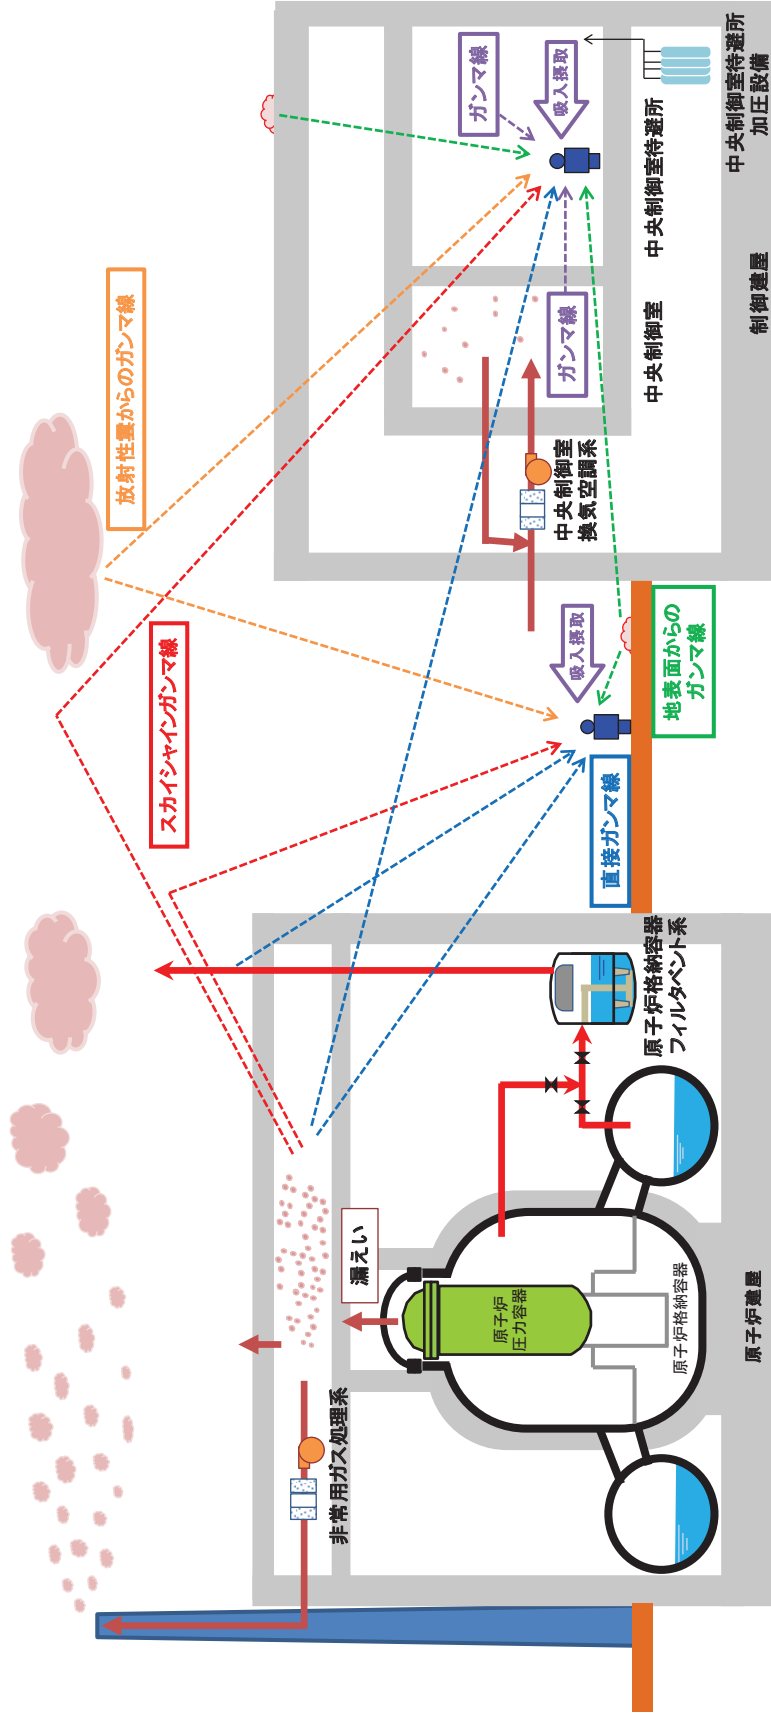 放射性雲からのガンマ線
スカイシャインガンマ線
ガンマ線
吸入摂取
中央制御室待避所
中央制御室待避所
加圧設備
ガンマ線
中央制御室
制御建屋
中央制御室
換気空調系
吸入摂取
地表面からの
ガンマ線
直接ガンマ線
原子炉格納容器
フィルタベント系
漏えい
原子炉
圧力容器
原子炉格納容器
原子炉建屋
非常用ガス処理系